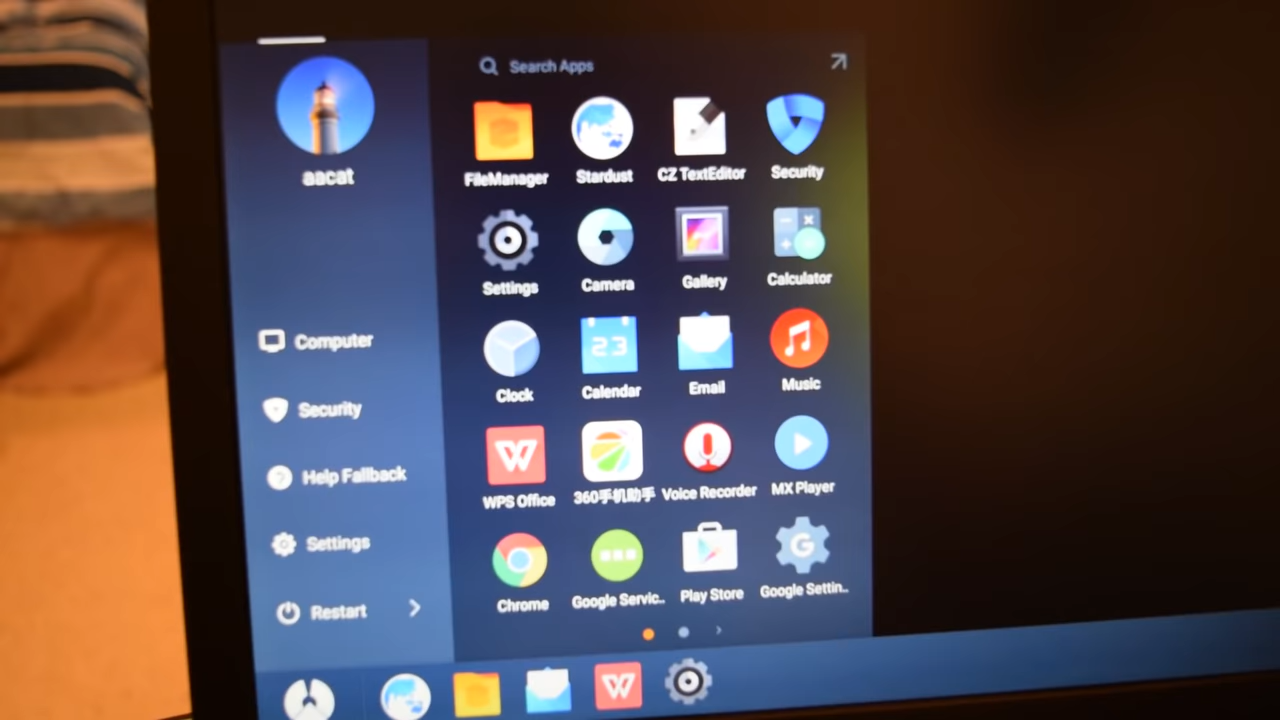 Search Apps
aacat
FileManager
Stardust
CZ TextEditor
Security
Settings
Camera
Gallery
Calculator
Clock
23
Calendar
Email
Music
WPS Office
360手机助手
Voice Recorder
MX Player
Chrome
Google Servic..
Play Store
Google Settin..
Computer
Security
Help Failback
Settings
Restart